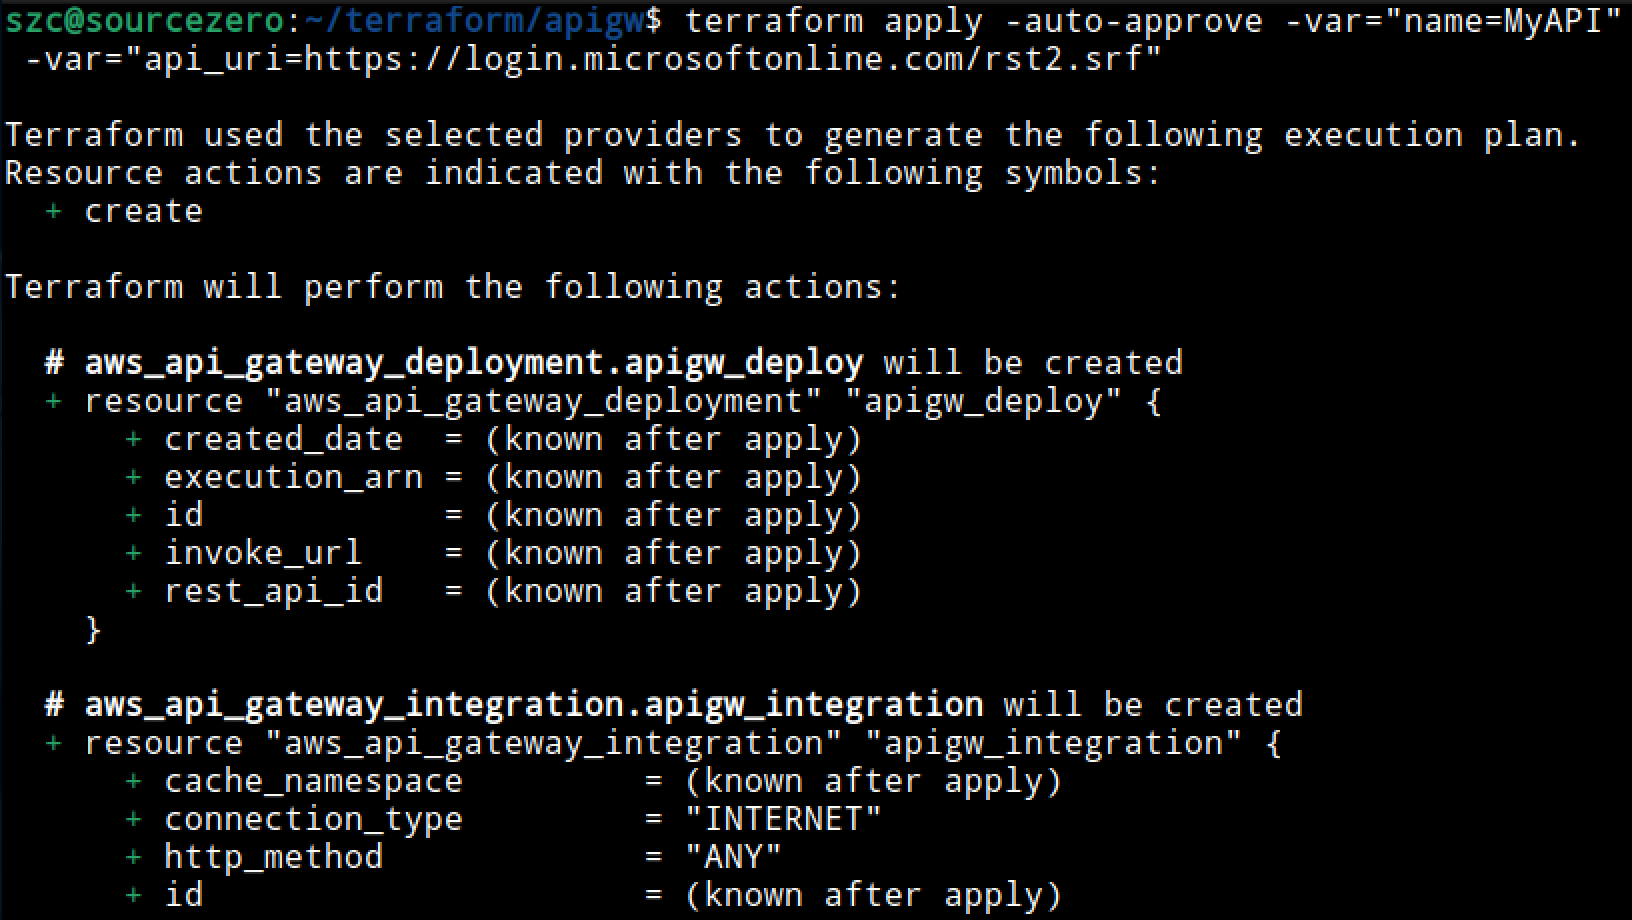 szc@sourcezero:~/terraform/apigw$ terraform apply -auto-approve -var="name=MyAPI"
 -var="api_uri=https://login.microsoftonline.com/rst2.srf"

Terraform used the selected providers to generate the following execution plan.
Resource actions are indicated with the following symbols:
  + create

Terraform will perform the following actions:

  # aws_api_gateway_deployment.apigw_deploy will be created
  + resource "aws_api_gateway_deployment" "apigw_deploy" {
      + created_date  = (known after apply)
      + execution_arn = (known after apply)
      + id            = (known after apply)
      + invoke_url    = (known after apply)
      + rest_api_id   = (known after apply)
    }

  # aws_api_gateway_integration.apigw_integration will be created
  + resource "aws_api_gateway_integration" "apigw_integration" {
      + cache_namespace         = (known after apply)
      + connection_type         = "INTERNET"
      + http_method             = "ANY"
      + id                      = (known after apply)